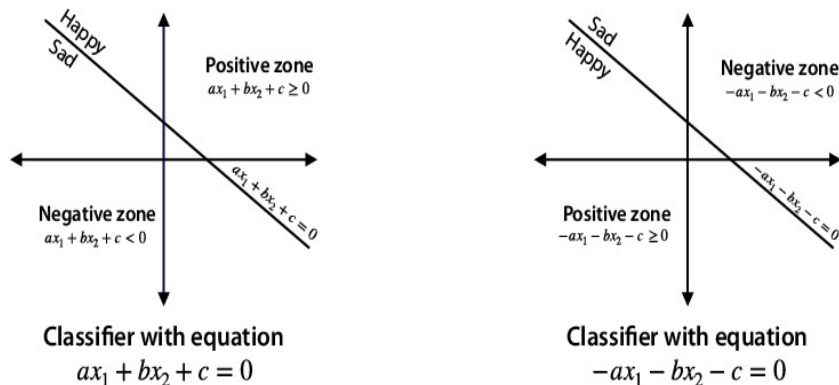 Happy
Sad
Positive zone
ax₁ + bx₂ + c ≥ 0
ax₁ + bx₂ + c = 0
Negative zone
ax₁ + bx₂ + c < 0
Classifier with equation
ax₁ + bx₂ + c = 0
Sad
Happy
Negative zone
−ax₁ − bx₂ − c < 0
−ax₁ − bx₂ − c = 0
Positive zone
−ax₁ − bx₂ − c ≥ 0
Classifier with equation
−ax₁ − bx₂ − c = 0